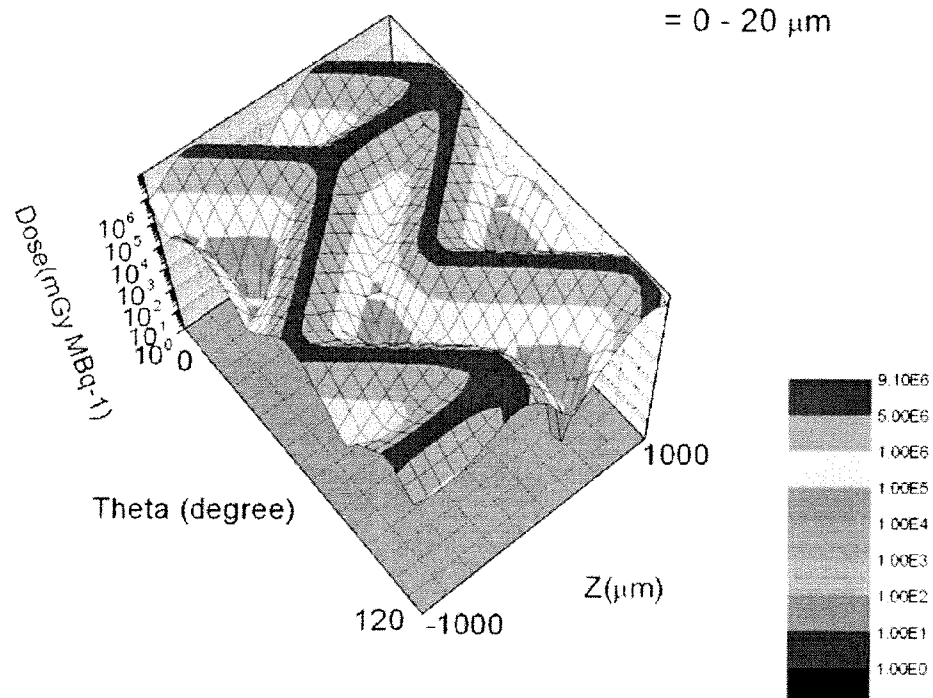 = 0 - 20 μm
Dose(mGy MBq-1)
10^6
10^5
10^4
10^3
10^2
10^1
10^0
0
Theta (degree)
120
-1000
Z(μm)
1000
9.10E6
5.00E6
1.00E6
1.00E5
1.00E4
1.00E3
1.00E2
1.00E1
1.00E0